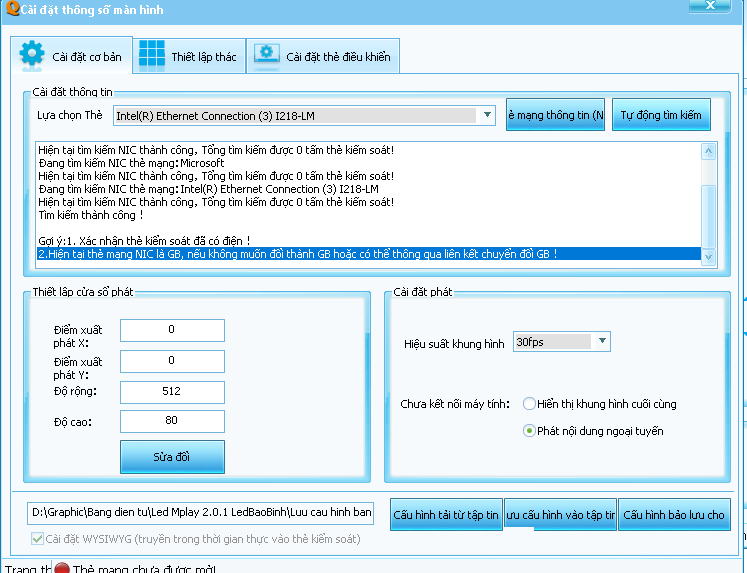 Cài đặt thông số màn hình
Cài đặt cơ bản
Thiết lập thác
Cài đặt thẻ điều khiển
Cài đặt thông tin
Lựa chọn Thẻ
Intel(R) Ethernet Connection (3) I218-LM
è mạng thông tin (N
Tự động tìm kiếm
Hiện tại tìm kiếm NIC thành công, Tổng tìm kiếm được 0 tấm thẻ kiểm soát!
Đang tìm kiếm NIC thẻ mạng:Microsoft
Hiện tại tìm kiếm NIC thành công, Tổng tìm kiếm được 0 tấm thẻ kiểm soát!
Đang tìm kiếm NIC thẻ mạng:Intel(R) Ethernet Connection (3) I218-LM
Hiện tại tìm kiếm NIC thành công, Tổng tìm kiếm được 0 tấm thẻ kiểm soát!
Tìm kiếm thành công !
Gợi ý:1. Xác nhận thẻ kiểm soát đã có điện !
2.Hiện tại thẻ mạng NIC là GB, nếu không muốn đổi thành GB hoặc có thể thông qua liên kết chuyển đổi GB !
Thiết lập cửa sổ phát
Điểm xuất
phát X:
0
Điểm xuất
phát Y:
0
Độ rộng:
512
Độ cao:
80
Sửa đổi
Cài đặt phát
Hiệu suất khung hình
30fps
Chưa kết nối máy tính:
Hiển thị khung hình cuối cùng
Phát nội dung ngoại tuyến
D:\Graphic\Bang dien tu\Led Mplay 2.0.1 LedBaoBinh\Luu cau hinh ban
Cấu hình tải từ tập tin
ưu cấu hình vào tập tin
Cấu hình bảo lưu cho
Cài đặt WYSIWYG (truyền trong thời gian thực vào thẻ kiểm soát)
Trang th
Thẻ mạng chưa được mở!